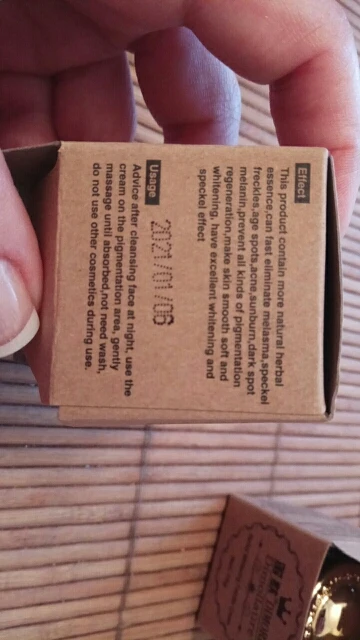 Effect
This product contain more natural herbal
essence,can fast eliminate melasma,speckel
freckles,age spots,acne,sunburn,dark spot
melanin,prevent all kinds of pigmentation
regeneration,make skin smooth soft and
whitening, have excellent whitening and
speckel effect
Usage
2021/01/06
Advice after cleansing face at night, use the
cream on the pigmentation area, gently
massage until absorbed,not need wash,
do not use other cosmetics during use.